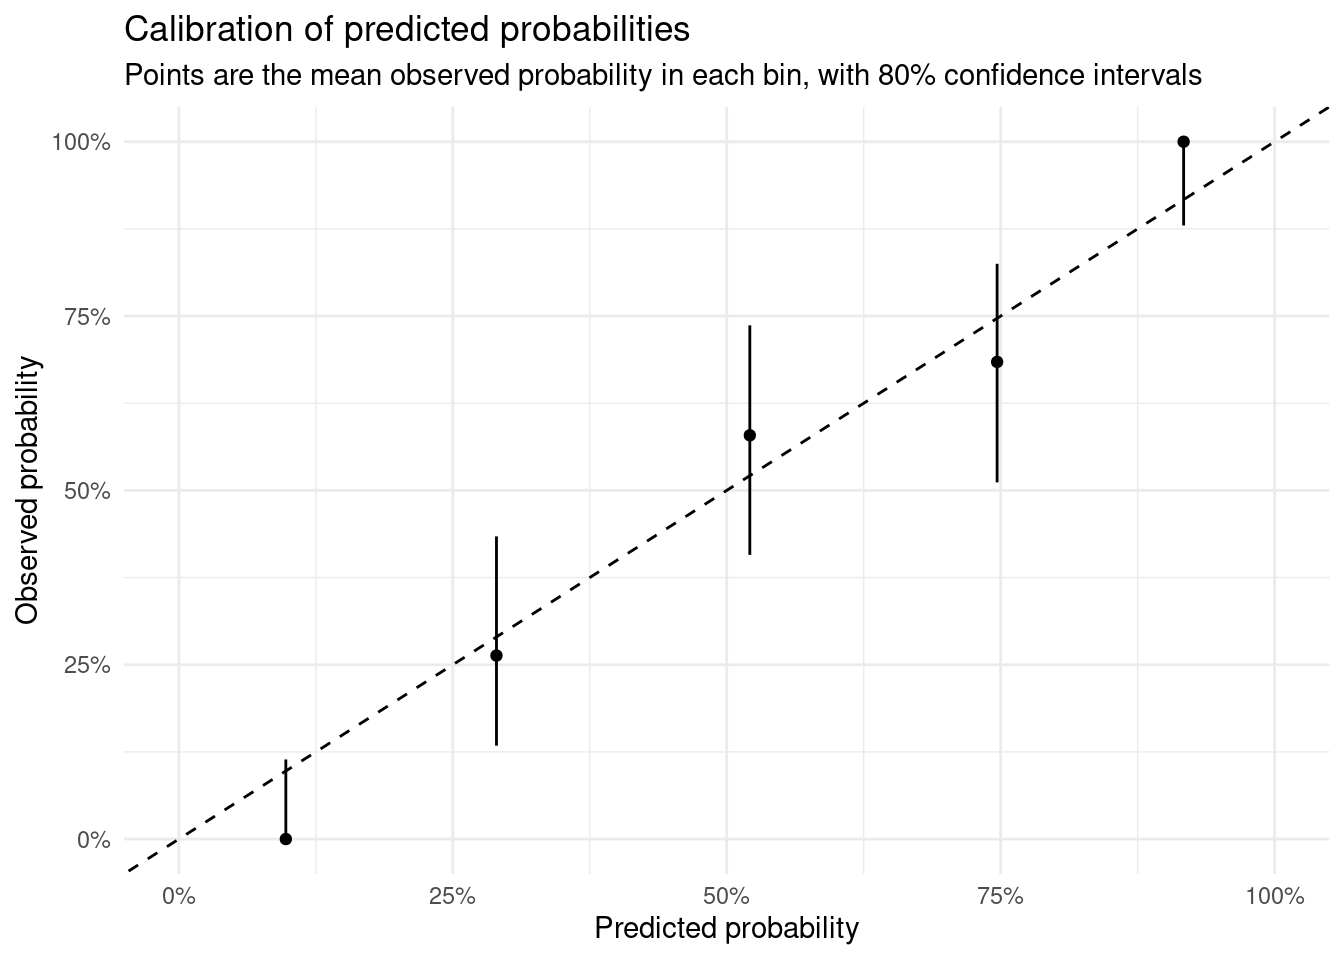 Calibration of predicted probabilities
Points are the mean observed probability in each bin, with 80% confidence intervals
Observed probability
100%
75%
50%
25%
0%
0%
25%
50%
75%
100%
Predicted probability